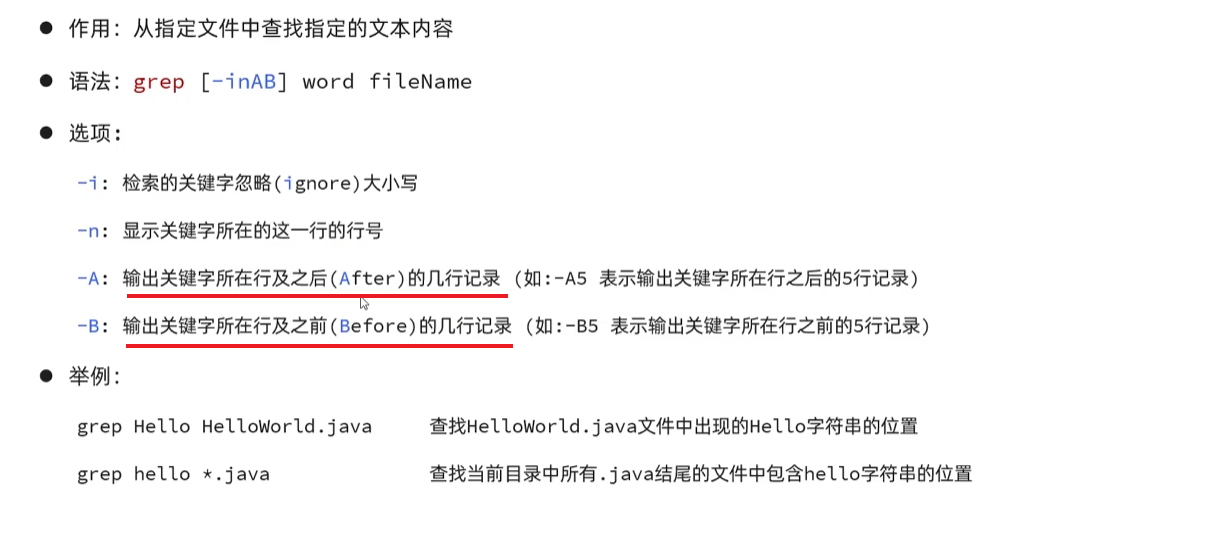 ● 作用：从指定文件中查找指定的文本内容
● 语法：grep [-inAB] word fileName
● 选项：
-i: 检索的关键字忽略(ignore)大小写
-n: 显示关键字所在的这一行的行号
-A: 输出关键字所在行及之后(After)的几行记录 (如:-A5 表示输出关键字所在行之后的5行记录)
-B: 输出关键字所在行及之前(Before)的几行记录 (如:-B5 表示输出关键字所在行之前的5行记录)
● 举例：
grep Hello HelloWorld.java 查找HelloWorld.java文件中出现的Hello字符串的位置
grep hello *.java 查找当前目录中所有.java结尾的文件中包含hello字符串的位置